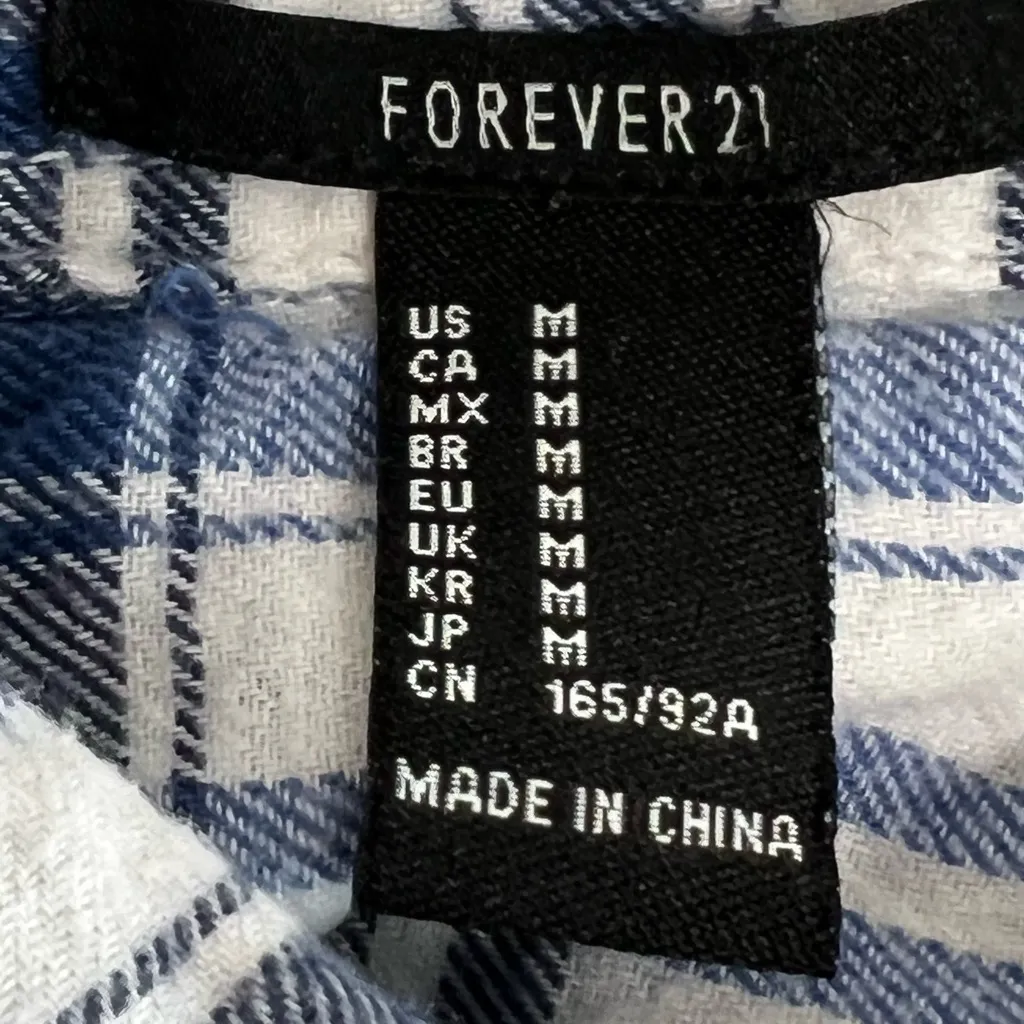 FOREVER 21
US M
CA M
MX M
BR M
EU M
UK M
KR M
JP M
CN 165/92A
MADE IN CHINA